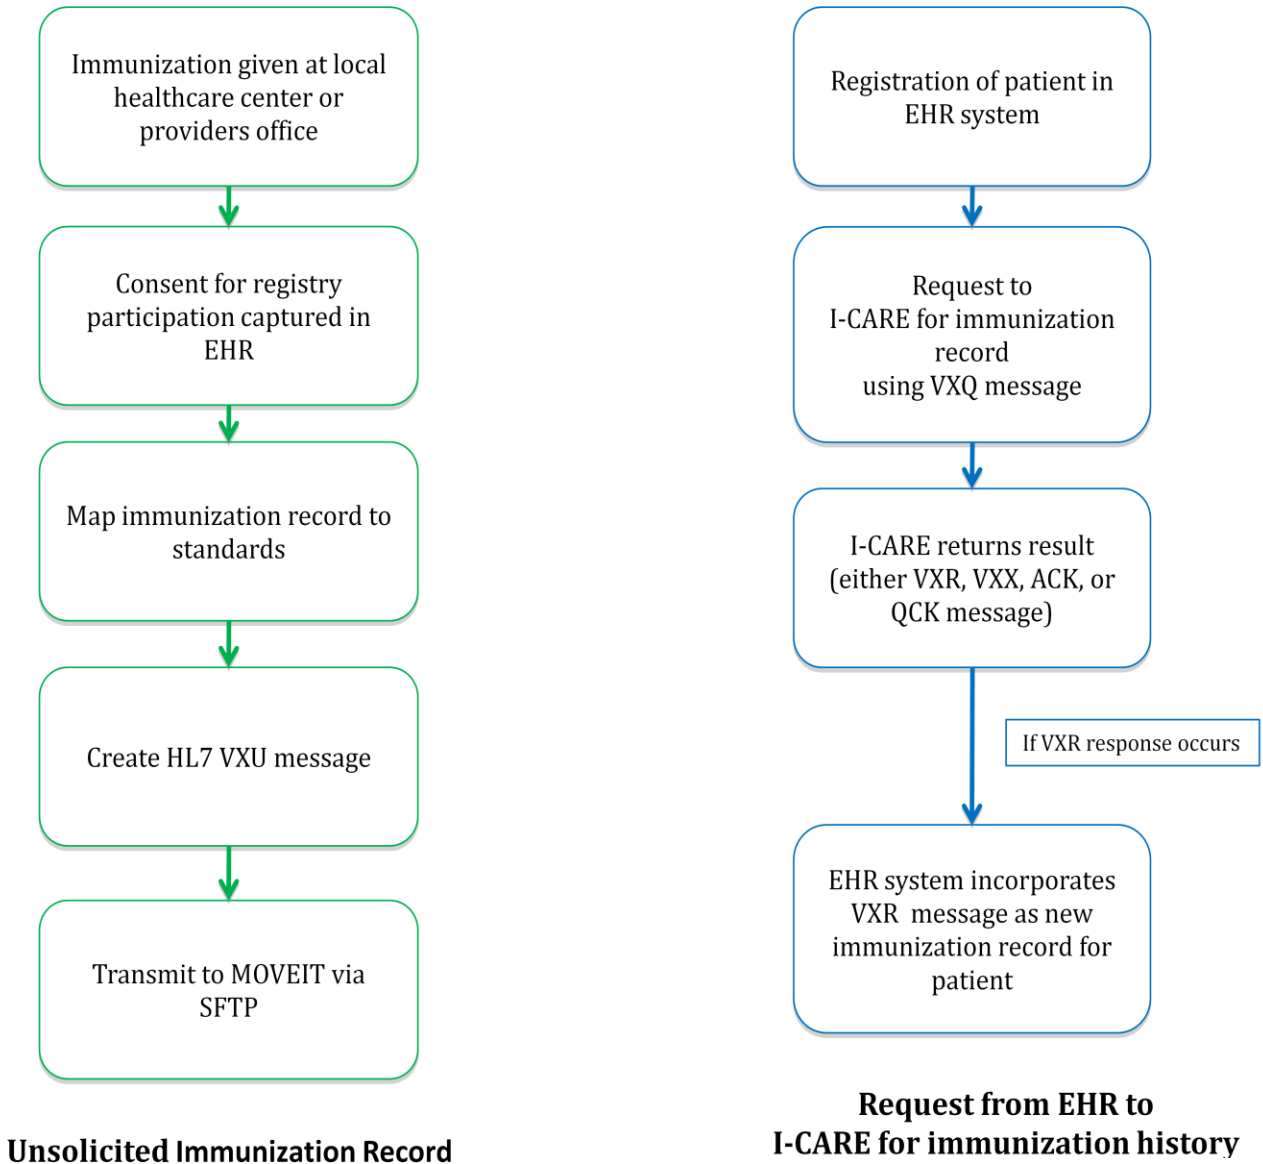 Immunization given at local
healthcare center or
providers office
Consent for registry
participation captured in
EHR
Map immunization record to
standards
Create HL7 VXU message
Transmit to MOVEIT via
SFTP
Unsolicited Immunization Record
Registration of patient in
EHR system
Request to
I-CARE for immunization
record
using VXQ message
I-CARE returns result
(either VXR, VXX, ACK, or
QCK message)
If VXR response occurs
EHR system incorporates
VXR message as new
immunization record for
patient
Request from EHR to
I-CARE for immunization history